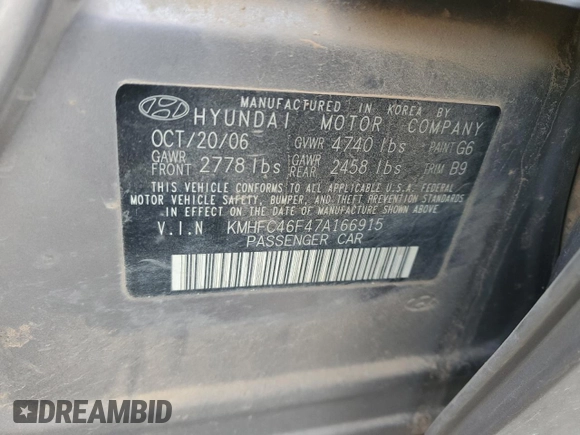 MANUFACTURED IN KOREA BY
HYUNDAI MOTOR COMPANY
OCT/20/06 GVWR 4740 lbs PAINT G6
GAWR FRONT 2778 lbs GAWR REAR 2458 lbs TRIM B9
THIS VEHICLE CONFORMS TO ALL APPLICABLE U.S.A. FEDERAL
MOTOR VEHICLE SAFETY, BUMPER, AND THEFT PREVENTION STANDARDS
IN EFFECT ON THE DATE OF MANUFACTURE SHOWN ABOVE.
V.I.N KMHFC46F47A166915
PASSENGER CAR
DREAMBID